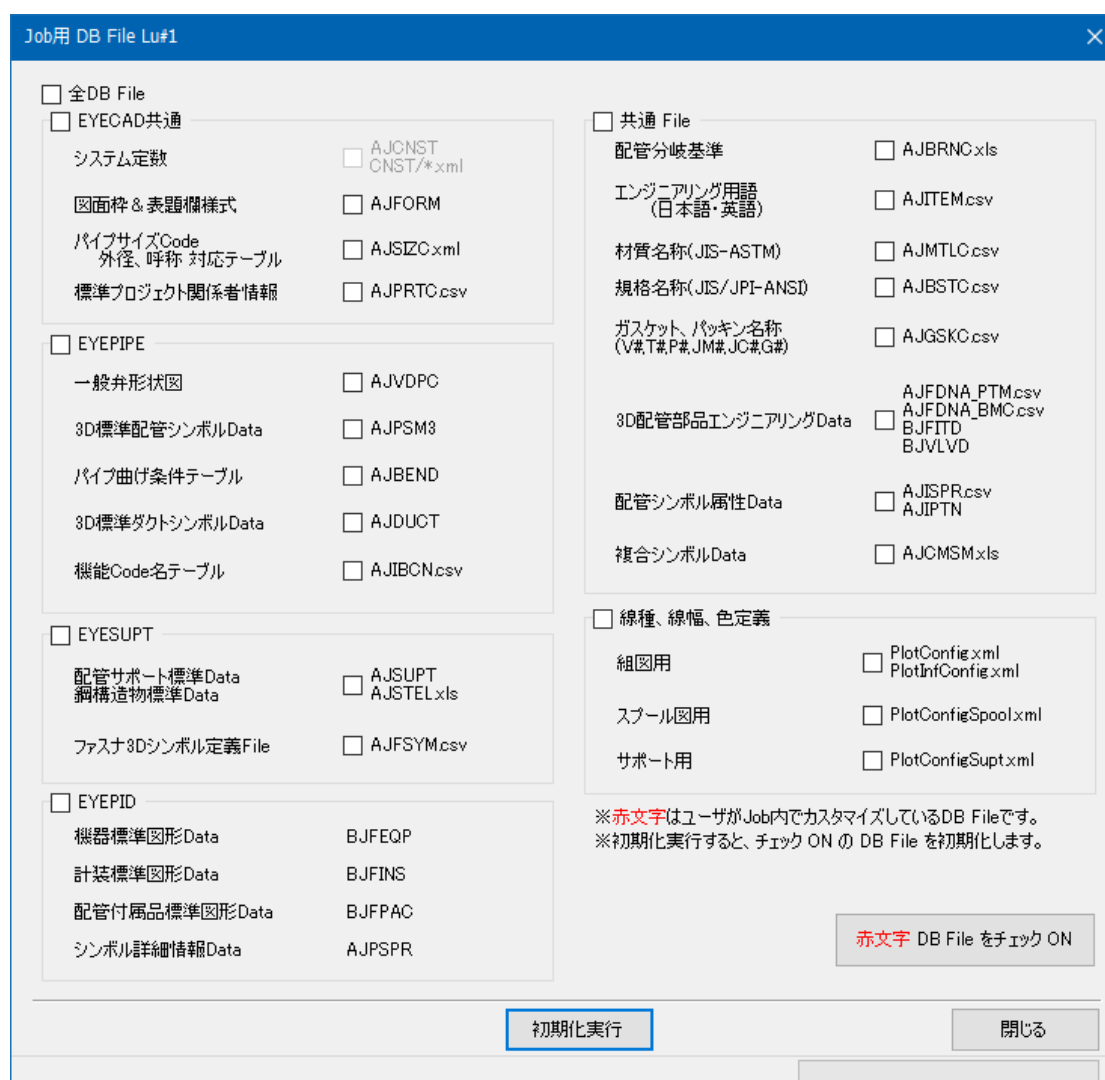 Job用 DB File Lu#1
全DB File
EYECAD共通
システム定数
AJCNST
CNST/*.xml
図面枠&表題欄様式
AJFORM
パイプサイズCode
外径、呼称 対応テーブル
AJSIZC.xml
標準プロジェクト関係者情報
AJPRTC.csv
EYEPIPE
一般弁形状図
AJVDPC
3D標準配管シンボルData
AJPSM3
パイプ曲げ条件テーブル
AJBEND
3D標準ダクトシンボルData
AJDUCT
機能Code名テーブル
AJIBCN.csv
EYESUPT
配管サポート標準Data
鋼構造物標準Data
AJSUPT
AJSTEL.xls
ファスナ3Dシンボル定義File
AJFSYM.csv
EYEPID
機器標準図形Data
BJFEQP
計装標準図形Data
BJFINS
配管付属品標準図形Data
BJFPAC
シンボル詳細情報Data
AJPSPR
共通 File
配管分岐基準
AJBRNC.xls
エンジニアリング用語
(日本語・英語)
AJITEM.csv
材質名称(JIS-ASTM)
AJMTLC.csv
規格名称(JIS/JPI-ANSI)
AJBSTC.csv
ガスケット、パッキン名称
(V#,T#,P#,JM#,JC#,G#)
AJGSKC.csv
3D配管部品エンジニアリングData
AJFDNA_PTM.csv
AJFDNA_BMC.csv
BJFITD
BJVLVD
配管シンボル属性Data
AJISPR.csv
AJIPTN
複合シンボルData
AJCMSM.xls
線種、線幅、色定義
組図用
PlotConfig.xml
PlotInfConfig.xml
スプール図用
PlotConfigSpool.xml
サポート用
PlotConfigSupt.xml
※赤文字はユーザがJob内でカスタマイズしているDB Fileです。
※初期化実行すると、チェック ON の DB File を初期化します。
赤文字 DB File をチェック ON
初期化実行
閉じる